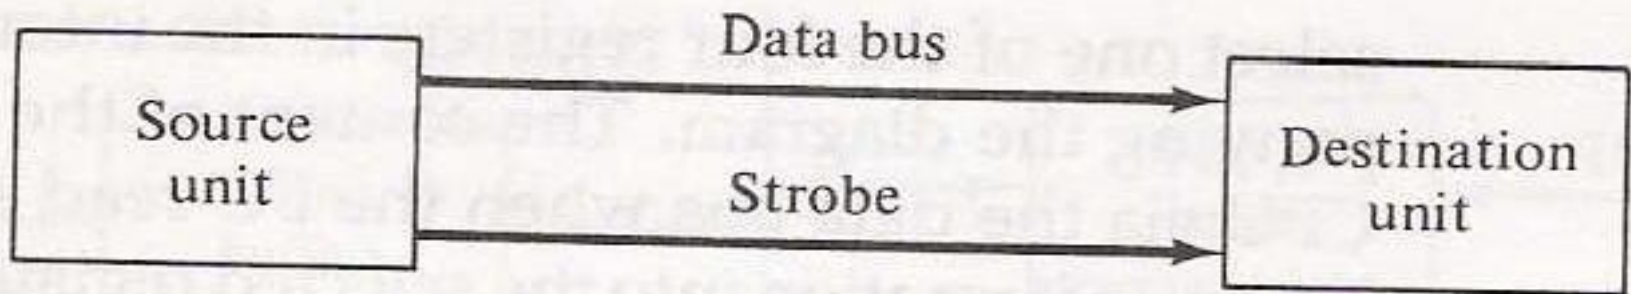 Data bus
Source
unit
Strobe
Destination
unit